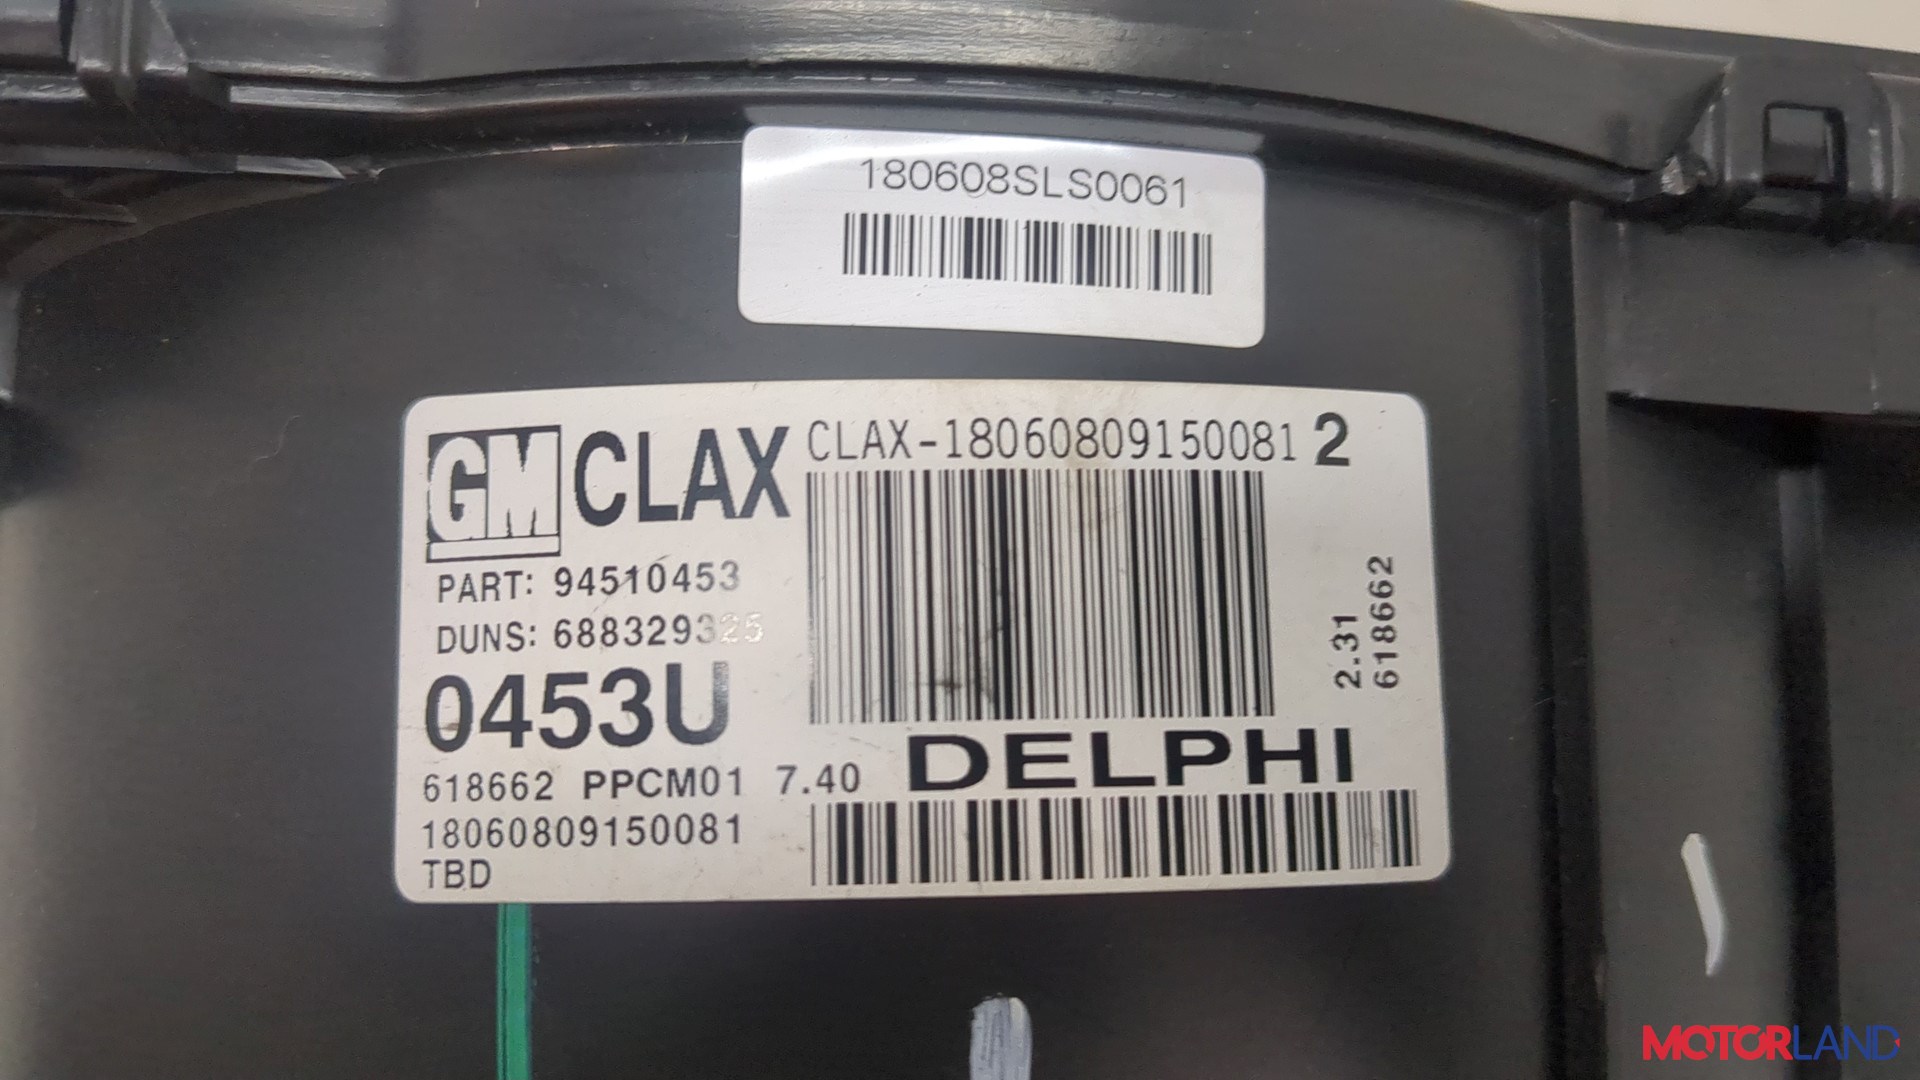 180608SLS0061
GM CLAX CLAX-18060809150081 2
PART: 94510453
DUNS: 688329325
0453U
2.31
618662
DELPHI
618662 PPCM01 7.40
18060809150081
TBD
MOTORLAND